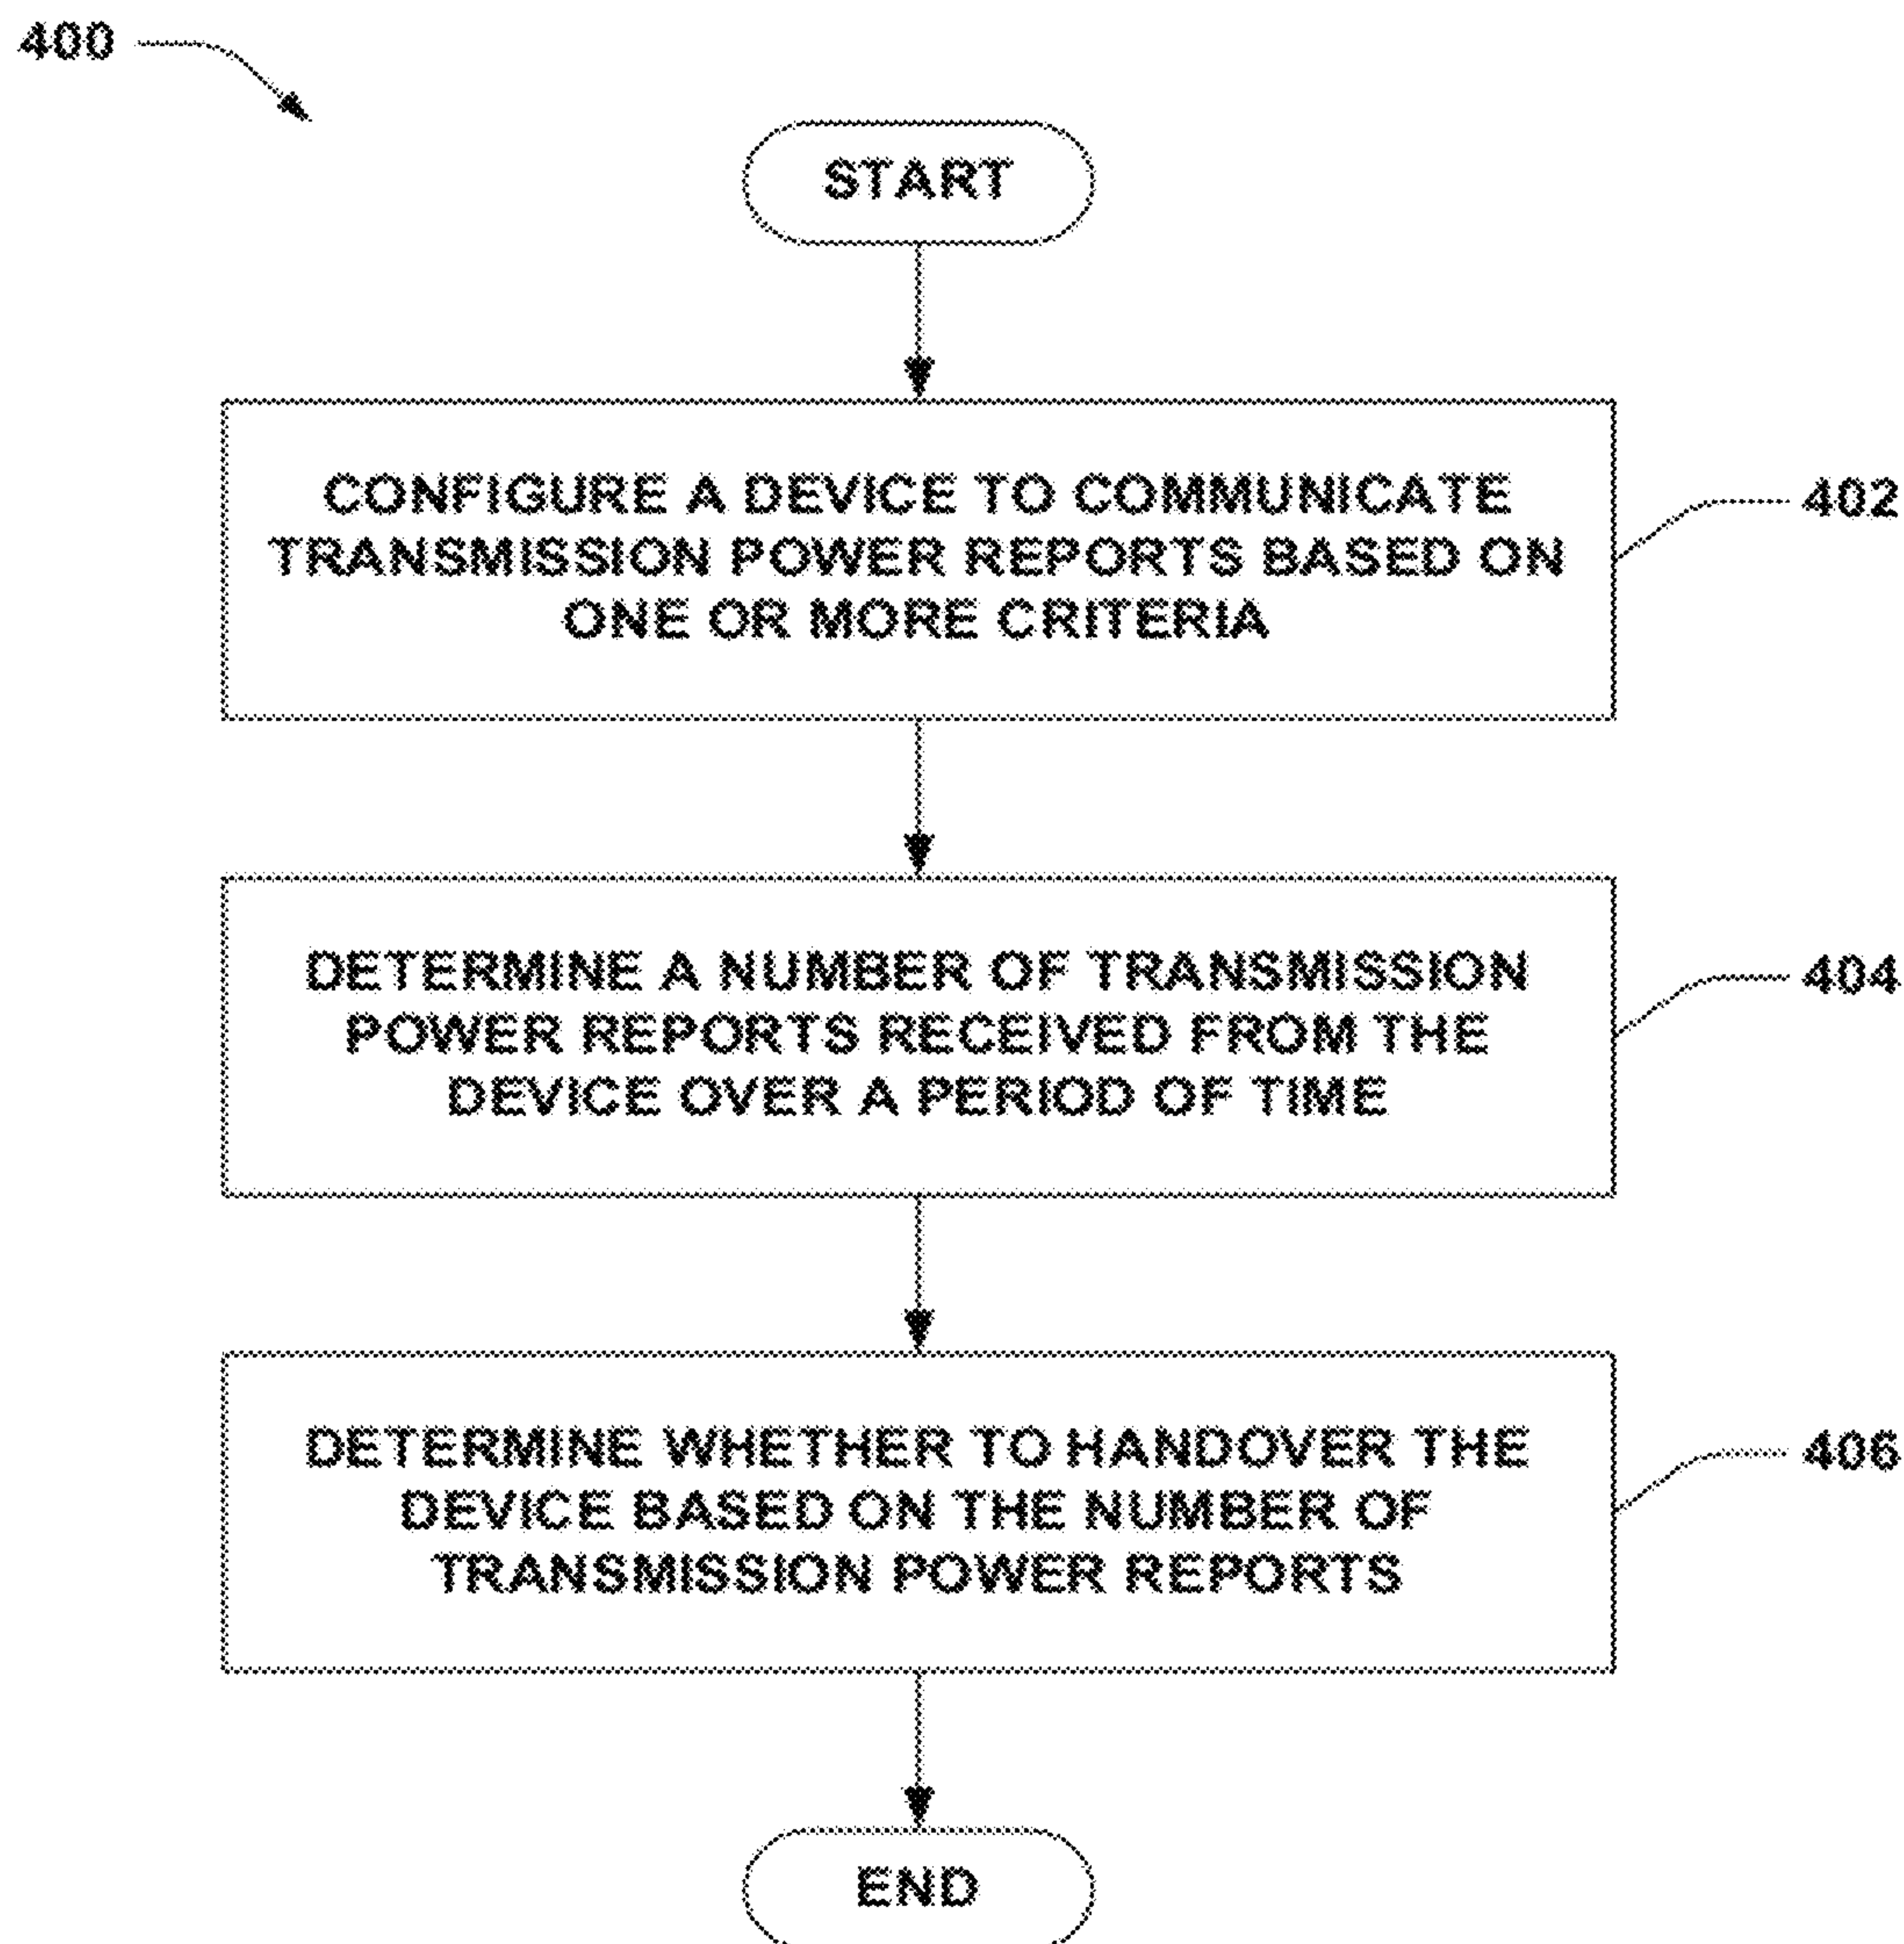 400
START
CONFIGURE A DEVICE TO COMMUNICATE
TRANSMISSION POWER REPORTS BASED ON
ONE OR MORE CRITERIA
402
DETERMINE A NUMBER OF TRANSMISSION
POWER REPORTS RECEIVED FROM THE
DEVICE OVER A PERIOD OF TIME
404
DETERMINE WHETHER TO HANDOVER THE
DEVICE BASED ON THE NUMBER OF
TRANSMISSION POWER REPORTS
406
END